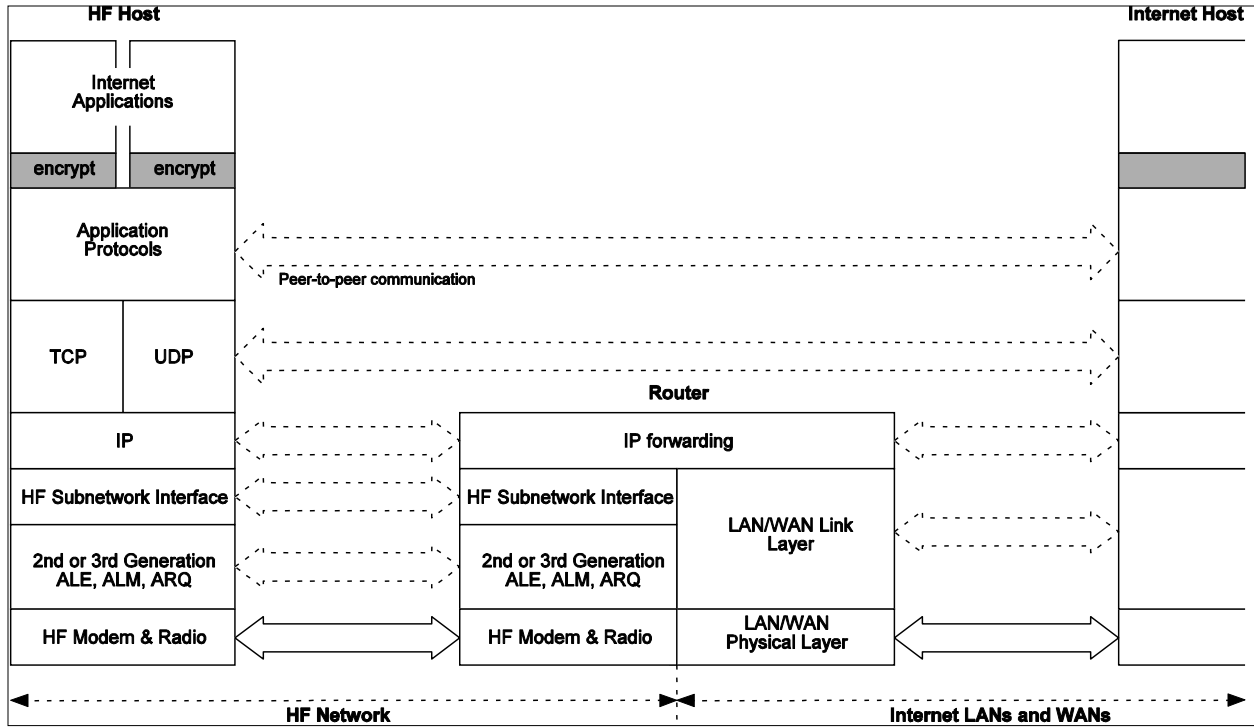 HF Host
Internet Host
Internet
Applications
encrypt
encrypt
Application
Protocols
Peer-to-peer communication
TCP
UDP
Router
IP
IP forwarding
HF Subnetwork Interface
HF Subnetwork Interface
LAN/WAN Link
Layer
2nd or 3rd Generation
ALE, ALM, ARQ
2nd or 3rd Generation
ALE, ALM, ARQ
HF Modem & Radio
HF Modem & Radio
LAN/WAN
Physical Layer
HF Network
Internet LANs and WANs